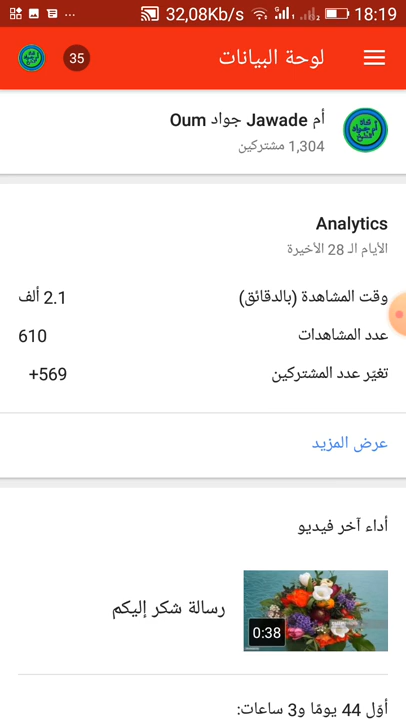 32,08Kb/s 18:19
لوحة البيانات
35
أم Jawade جواد Oum
1,304 مشتركين
Analytics
الأيام الـ 28 الأخيرة
وقت المشاهدة (بالدقائق) 2.1 ألف
عدد المشاهدات 610
تغيّر عدد المشتركين +569
عرض المزيد
أداء آخر فيديو
رسالة شكر إليكم
0:38
أوّل 44 يومًا و3 ساعات: